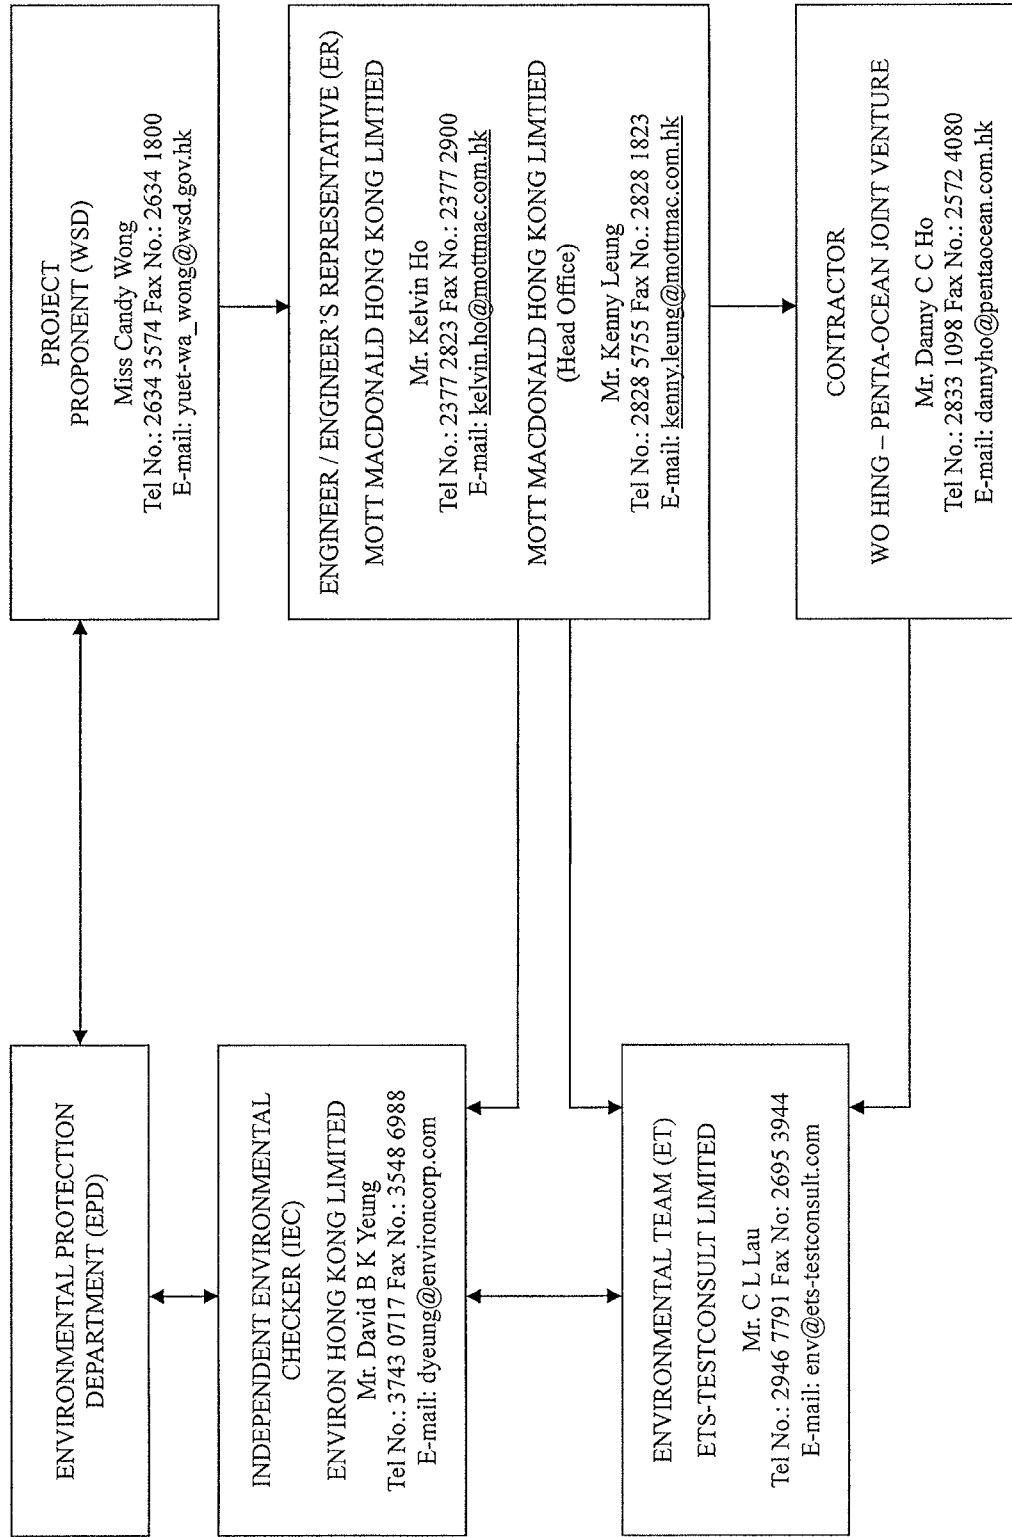 ENVIRONMENTAL PROTECTION
DEPARTMENT (EPD)
PROJECT
PROPONENT (WSD)
Miss Candy Wong
Tel No.: 2634 3574 Fax No.: 2634 1800
E-mail: yuet-wa_wong@wsd.gov.hk
INDEPENDENT ENVIRONMENTAL
CHECKER (IEC)
ENVIRON HONG KONG LIMITED
Mr. David B K Yeung
Tel No.: 3743 0717 Fax No.: 3548 6988
E-mail: dyeung@environcorp.com
ENGINEER / ENGINEER'S REPRESENTATIVE (ER)
MOTT MACDONALD HONG KONG LIMTIED
Mr. Kelvin Ho
Tel No.: 2377 2823 Fax No.: 2377 2900
E-mail: kelvin.ho@mottmac.com.hk
MOTT MACDONALD HONG KONG LIMTIED
(Head Office)
Mr. Kenny Leung
Tel No.: 2828 5755 Fax No.: 2828 1823
E-mail: kenny.leung@mottmac.com.hk
ENVIRONMENTAL TEAM (ET)
ETS-TESTCONSULT LIMITED
Mr. C L Lau
Tel No.: 2946 7791 Fax No: 2695 3944
E-mail: env@ets-testconsult.com
CONTRACTOR
WO HING – PENTA-OCEAN JOINT VENTURE
Mr. Danny C C Ho
Tel No.: 2833 1098 Fax No.: 2572 4080
E-mail: dannyho@pentaocean.com.hk